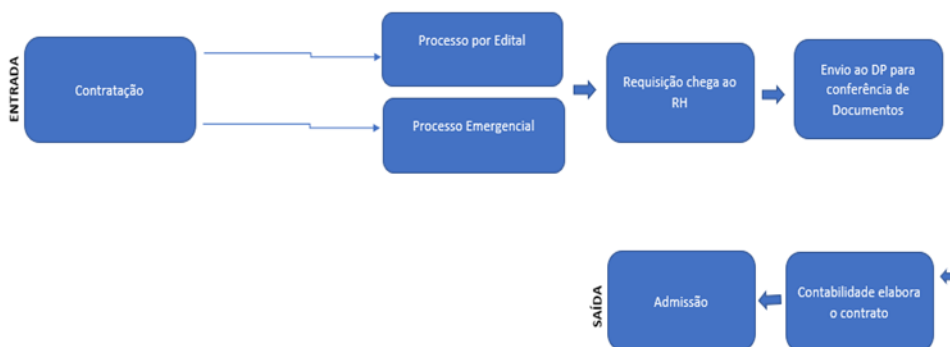 ENTRADA
Contratação
Processo por Edital
Processo Emergencial
Requisição chega ao
RH
Envio ao DP para
conferência de
Documentos
SAÍDA
Admissão
Contabilidade elabora
o contrato